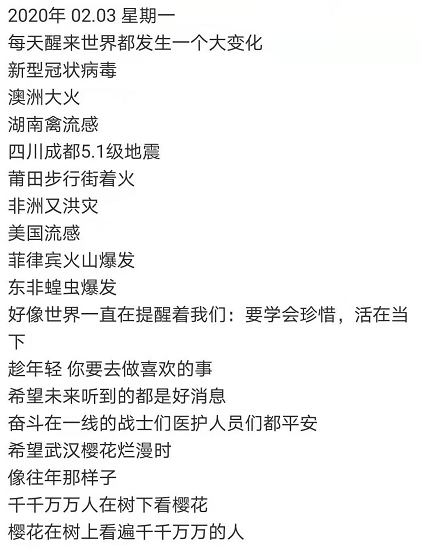 2020年 02.03 星期一
每天醒来世界都发生一个大变化
新型冠状病毒
澳洲大火
湖南禽流感
四川成都5.1级地震
莆田步行街着火
非洲又洪灾
美国流感
菲律宾火山爆发
东非蝗虫爆发
好像世界一直在提醒着我们：要学会珍惜，活在当
下
趁年轻 你要去做喜欢的事
希望未来听到的都是好消息
奋斗在一线的战士们医护人员们都平安
希望武汉樱花烂漫时
像往年那样子
千千万万人在树下看樱花
樱花在树上看遍千千万万的人